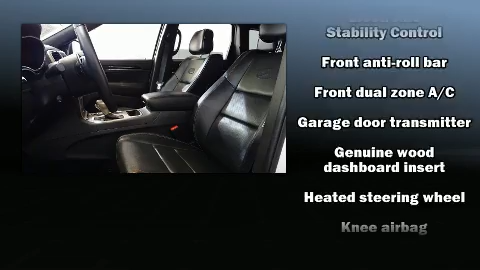 Stability Control
Front anti-roll bar
Front dual zone A/C
Garage door transmitter
Genuine wood
dashboard insert
Heated steering wheel
Knee airbag